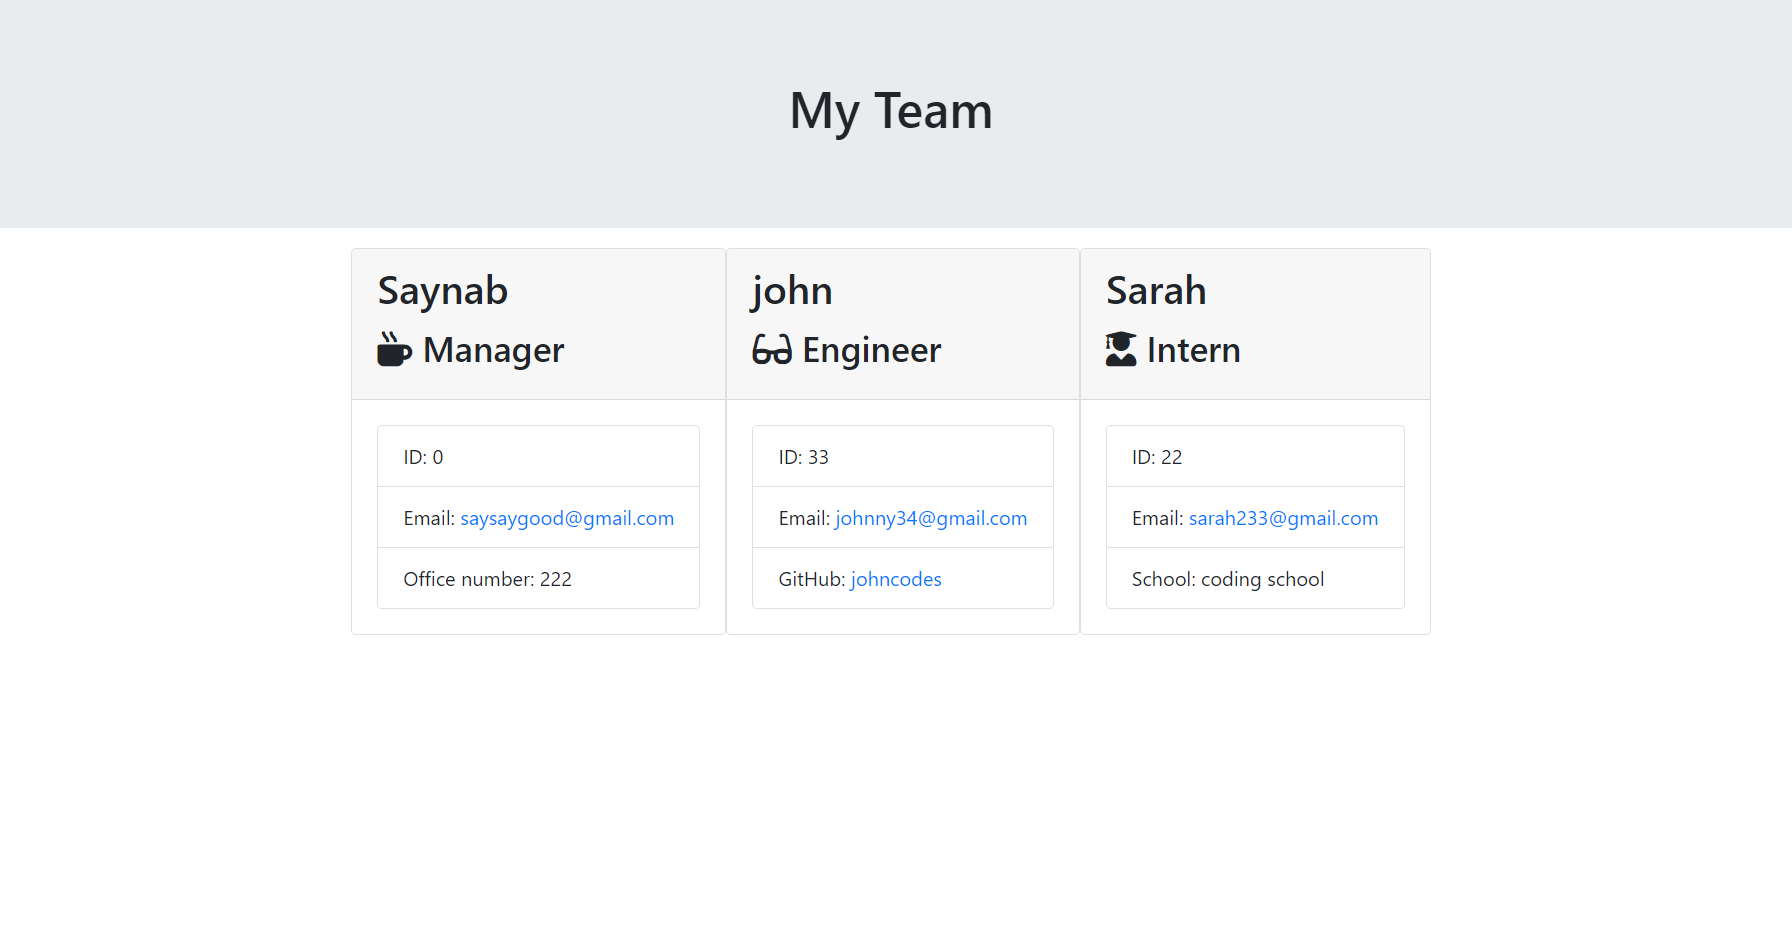 My Team
Saynab
Manager
ID: 0
Email: saysaygood@gmail.com
Office number: 222
john
Engineer
ID: 33
Email: johnny34@gmail.com
GitHub: johncodes
Sarah
Intern
ID: 22
Email: sarah233@gmail.com
School: coding school